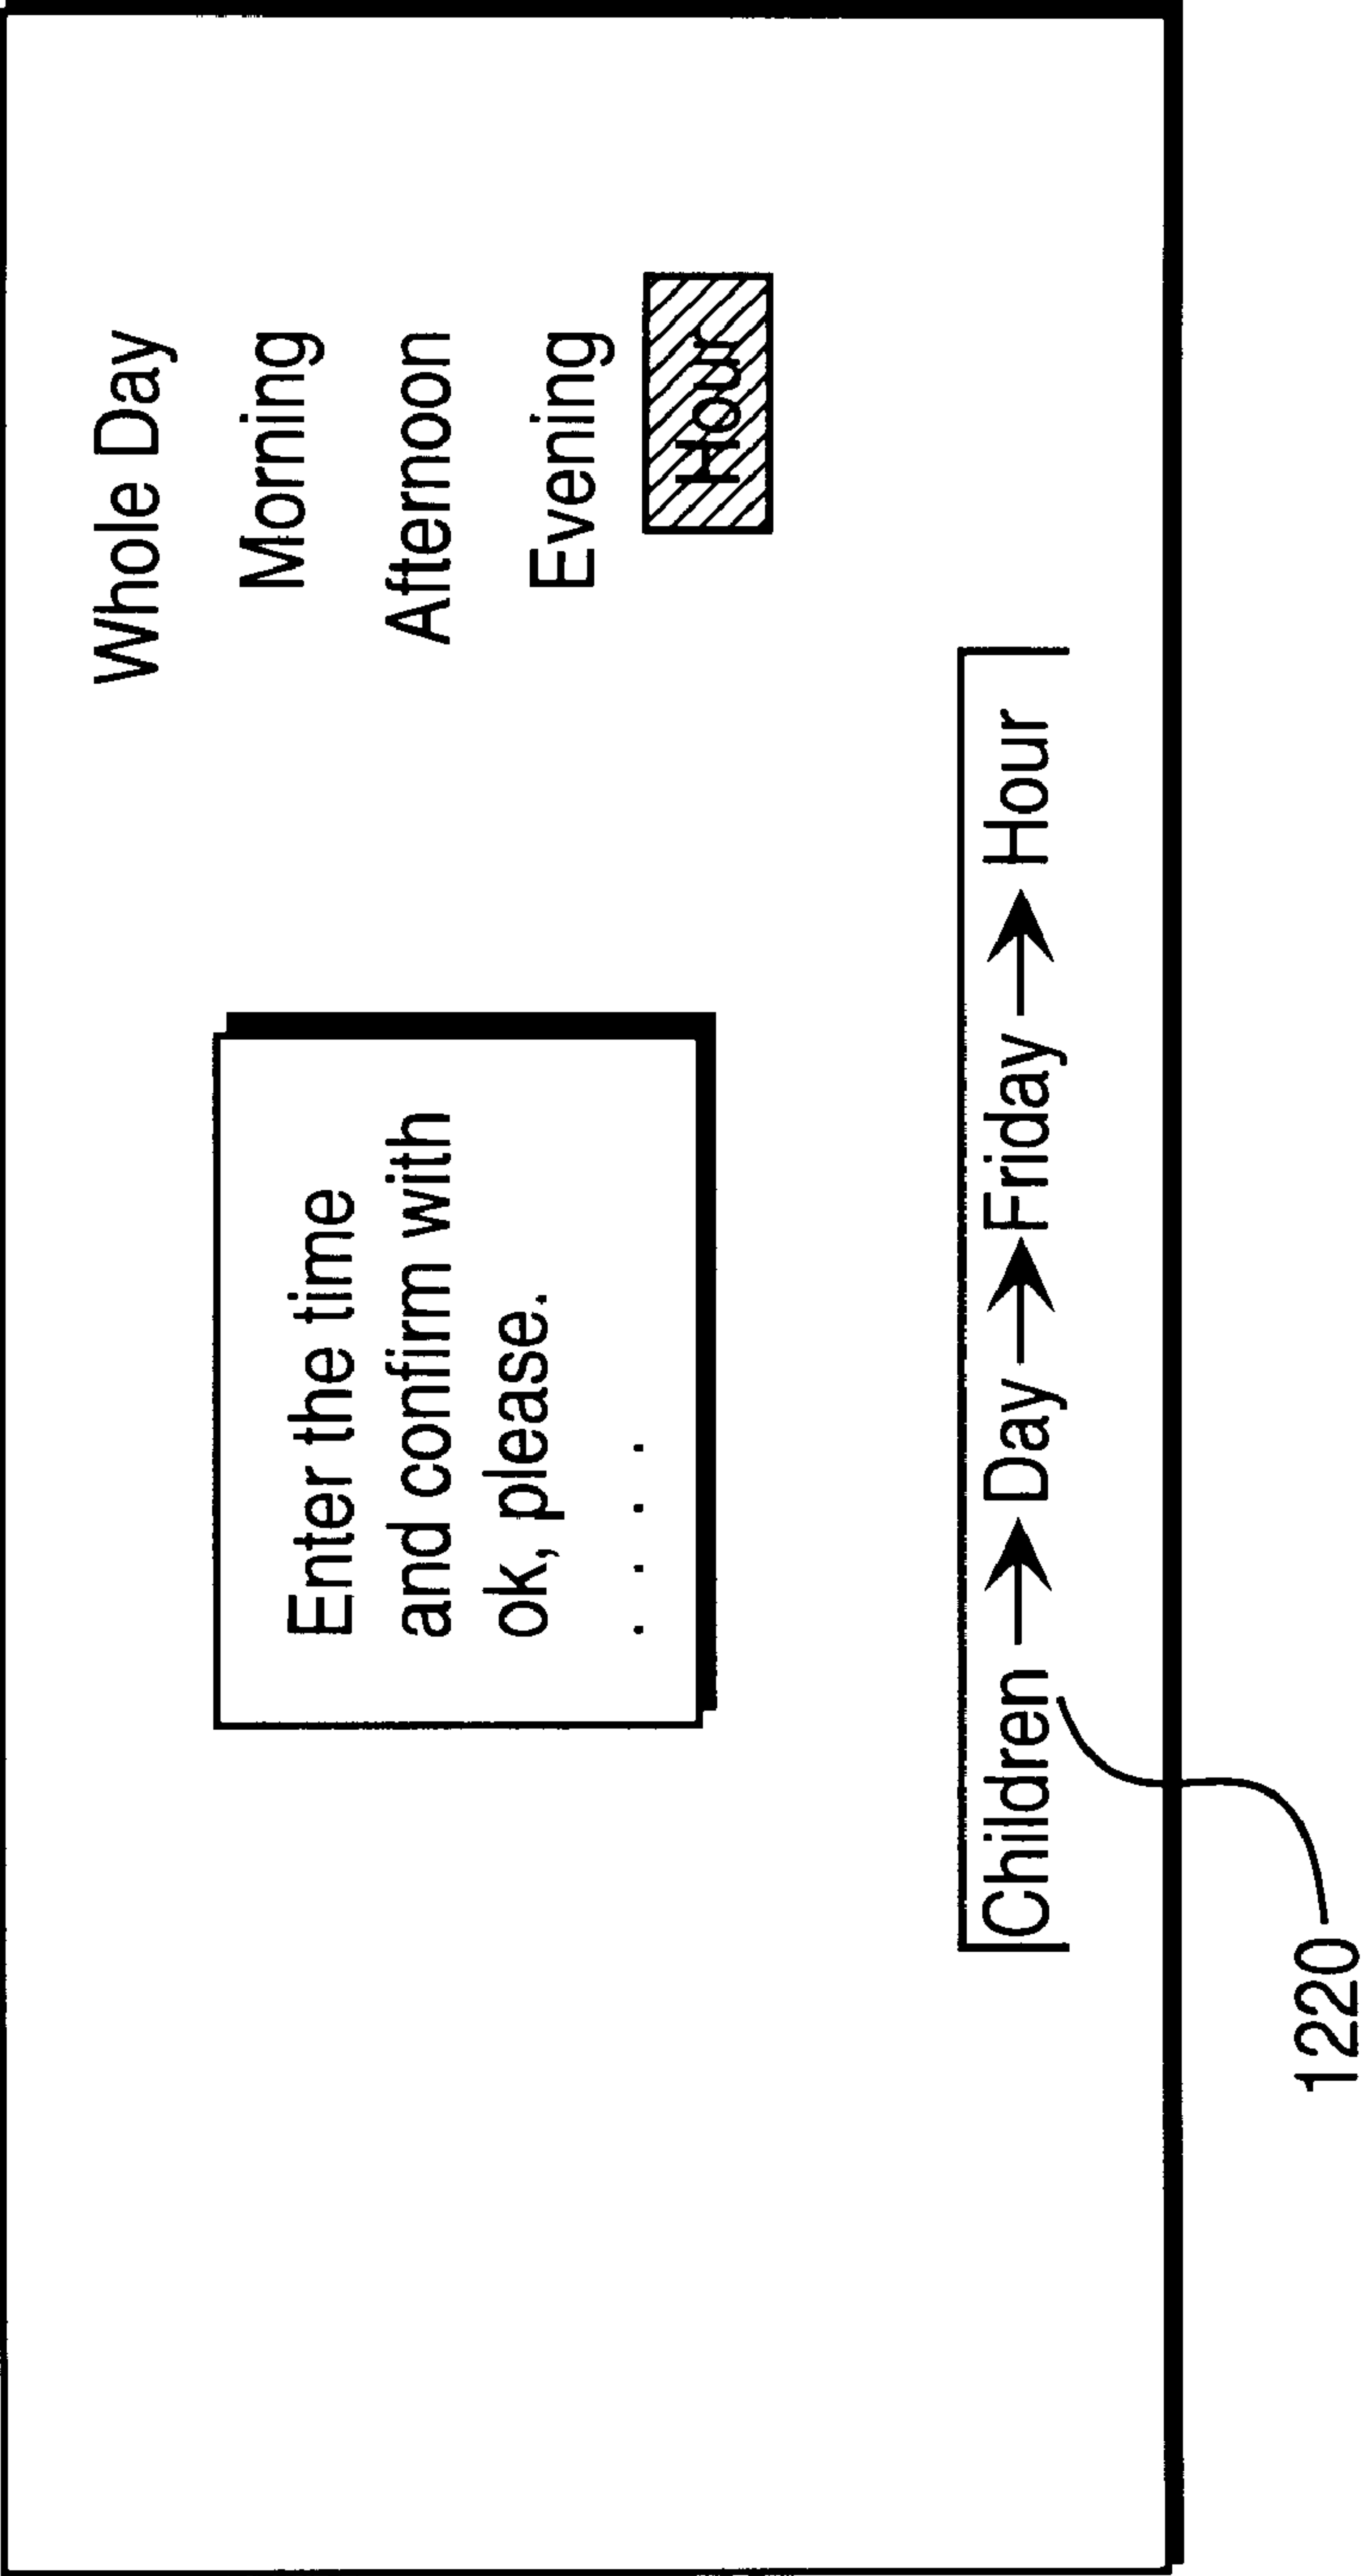 Whole Day
Morning
Afternoon
Evening
Hour
Enter the time
and confirm with
ok, please.
. . . .
Children → Day → Friday → Hour
1220